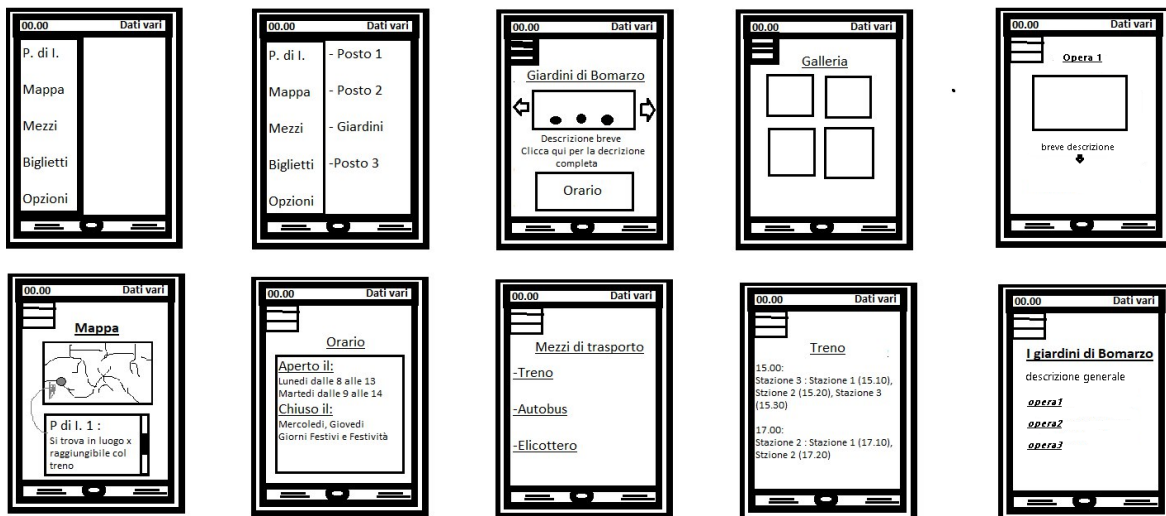 00.00 Dati vari
P. di I.
Mappa
Mezzi
Biglietti
Opzioni
00.00 Dati vari
P. di I.
Mappa
Mezzi
Biglietti
Opzioni
- Posto 1
- Posto 2
- Giardini
-Posto 3
00.00 Dati vari
Giardini di Bomarzo
Descrizione breve
Clicca qui per la decrizione
completa
Orario
00.00 Dati vari
Galleria
00.00 Dati vari
Opera 1
breve descrizione
00.00 Dati vari
Mappa
P di I. 1 :
Si trova in luogo x
raggiungibile col
treno
00.00 Dati vari
Orario
Aperto il:
Lunedi dalle 8 alle 13
Martedi dalle 9 alle 14
Chiuso il:
Mercoledi, Giovedi
Giorni Festivi e Festività
00.00 Dati vari
Mezzi di trasporto
-Treno
-Autobus
-Elicottero
00.00 Dati vari
Treno
15.00:
Stazione 3 : Stazione 1 (15.10),
Stzione 2 (15.20), Stazione 3
(15.30)
17.00:
Stazione 2 : Stazione 1 (17.10),
Stzione 2 (17.20)
00.00 Dati vari
I giardini di Bomarzo
descrizione generale
opera1
opera2
opera3